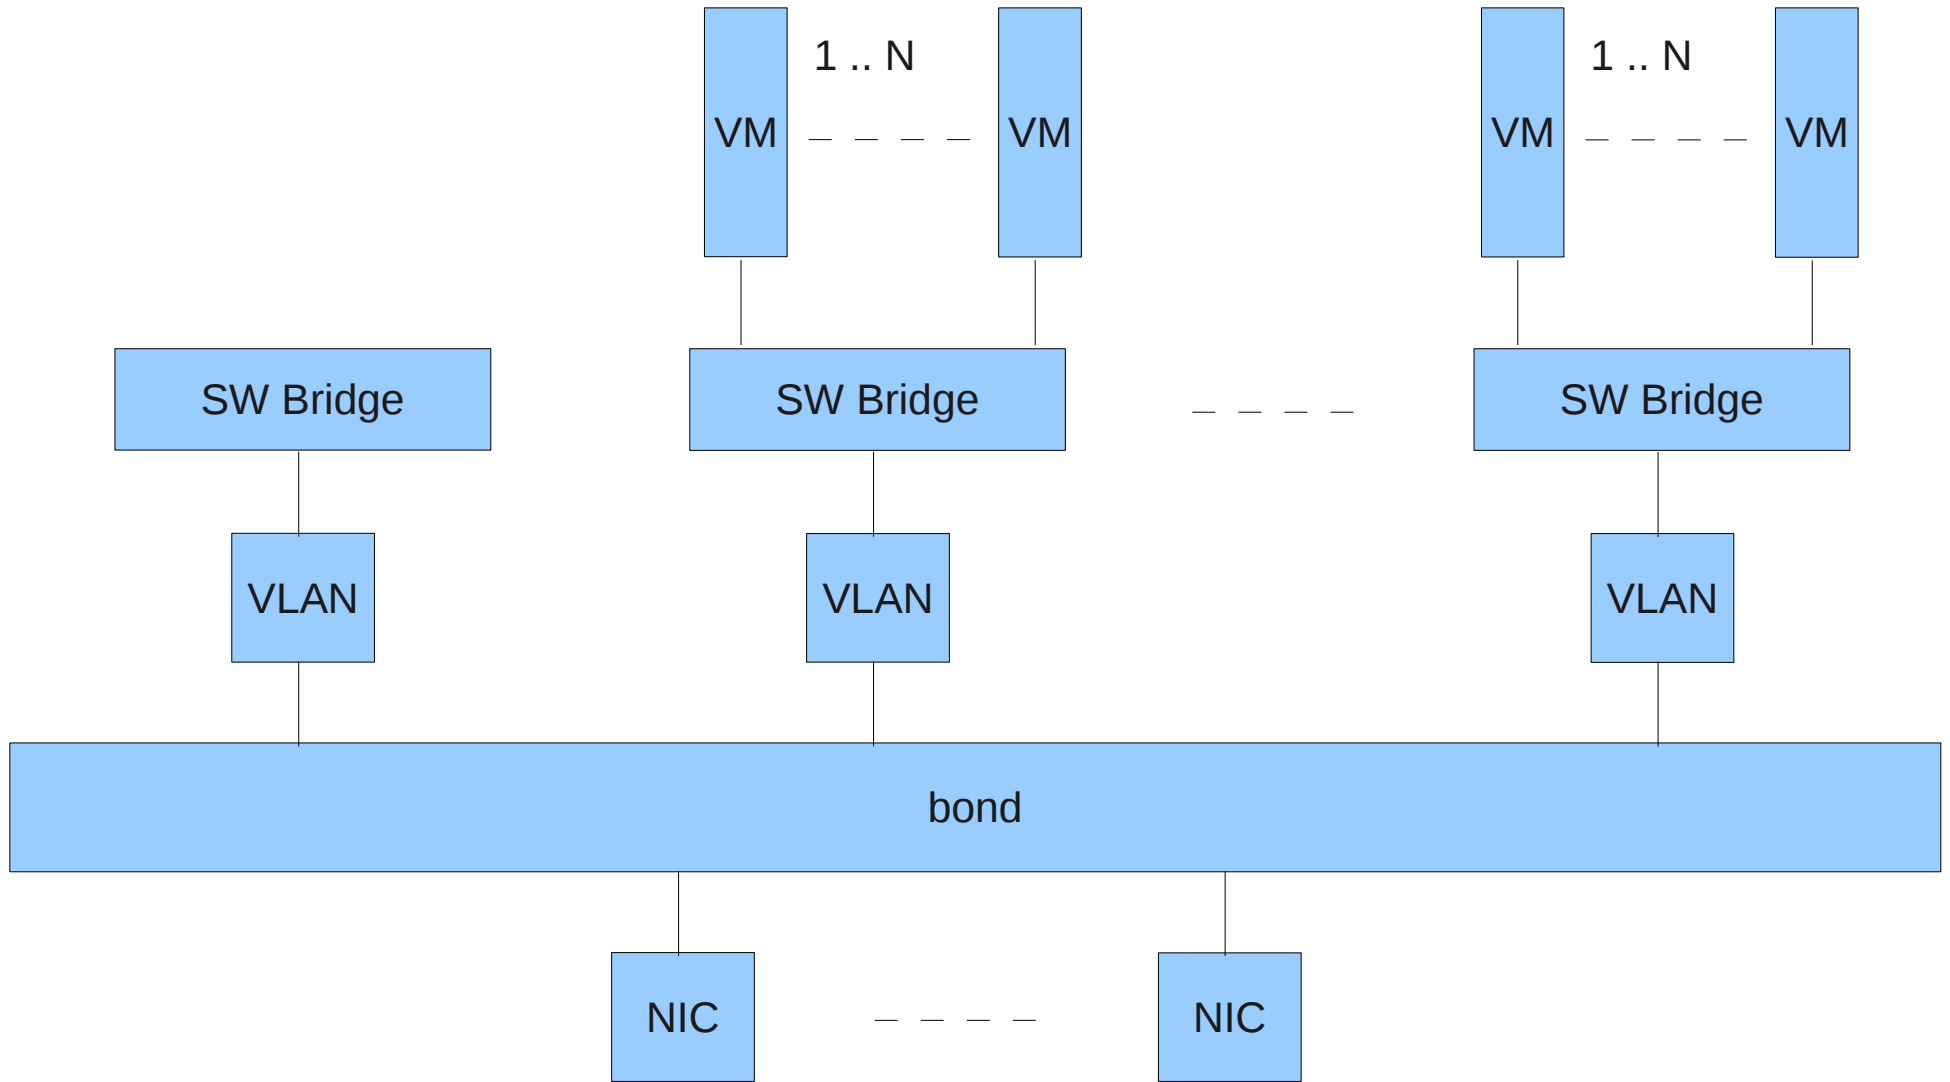 1 .. N
1 .. N
VM
VM
VM
VM
SW Bridge
SW Bridge
SW Bridge
VLAN
VLAN
VLAN
bond
NIC
NIC